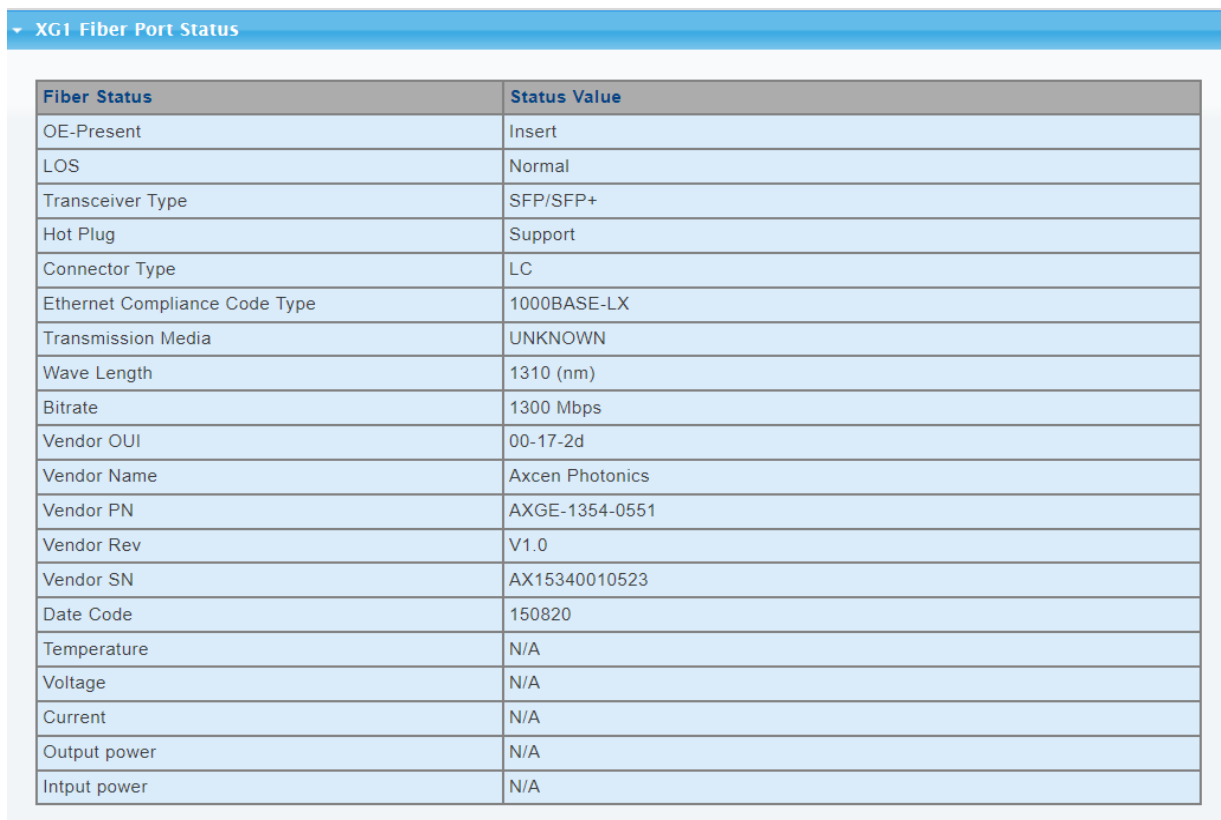 XG1 Fiber Port Status
Fiber Status Status Value
OE-Present Insert
LOS Normal
Transceiver Type SFP/SFP+
Hot Plug Support
Connector Type LC
Ethernet Compliance Code Type 1000BASE-LX
Transmission Media UNKNOWN
Wave Length 1310 (nm)
Bitrate 1300 Mbps
Vendor OUI 00-17-2d
Vendor Name Axcen Photonics
Vendor PN AXGE-1354-0551
Vendor Rev V1.0
Vendor SN AX15340010523
Date Code 150820
Temperature N/A
Voltage N/A
Current N/A
Output power N/A
Intput power N/A